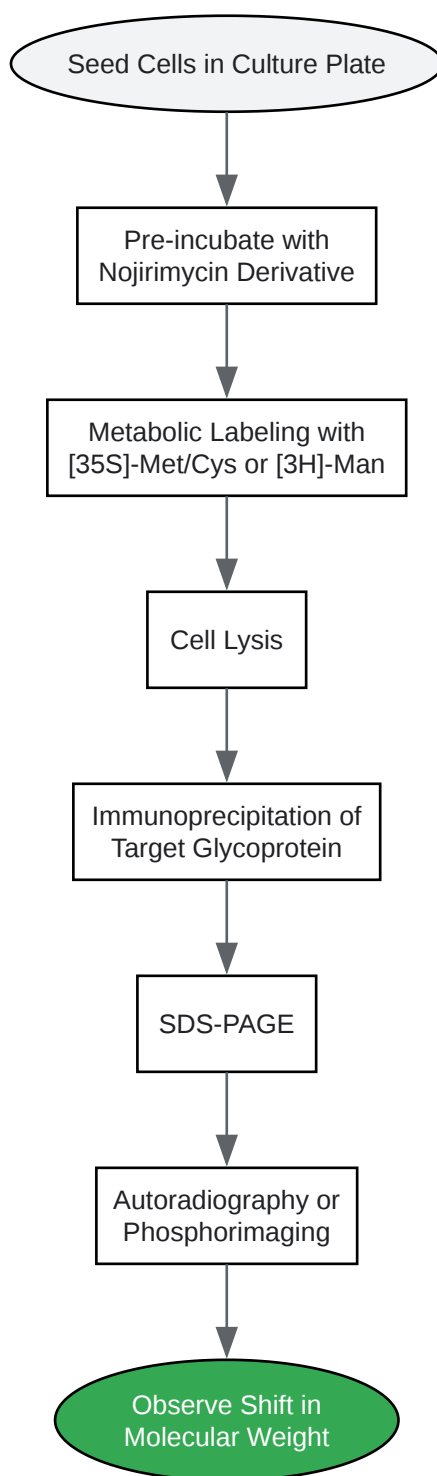 Seed Cells in Culture Plate
Pre-incubate with
Nojirimycin Derivative
Metabolic Labeling with
[35S]-Met/Cys or [3H]-Man
Cell Lysis
Immunoprecipitation of
Target Glycoprotein
SDS-PAGE
Autoradiography or
Phosphorimaging
Observe Shift in
Molecular Weight